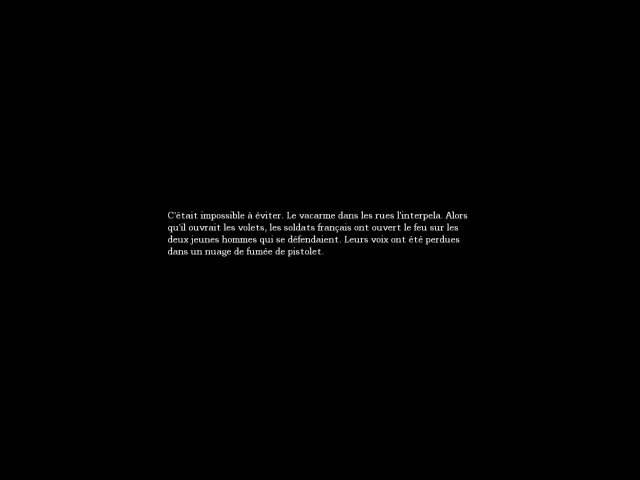 C'était impossible à éviter. Le vacarme dans les rues l'interpela. Alors
qu'il ouvrait les volets, les soldats français ont ouvert le feu sur les
deux jeunes hommes qui se défendaient. Leurs voix ont été perdues
dans un nuage de fumée de pistolet.